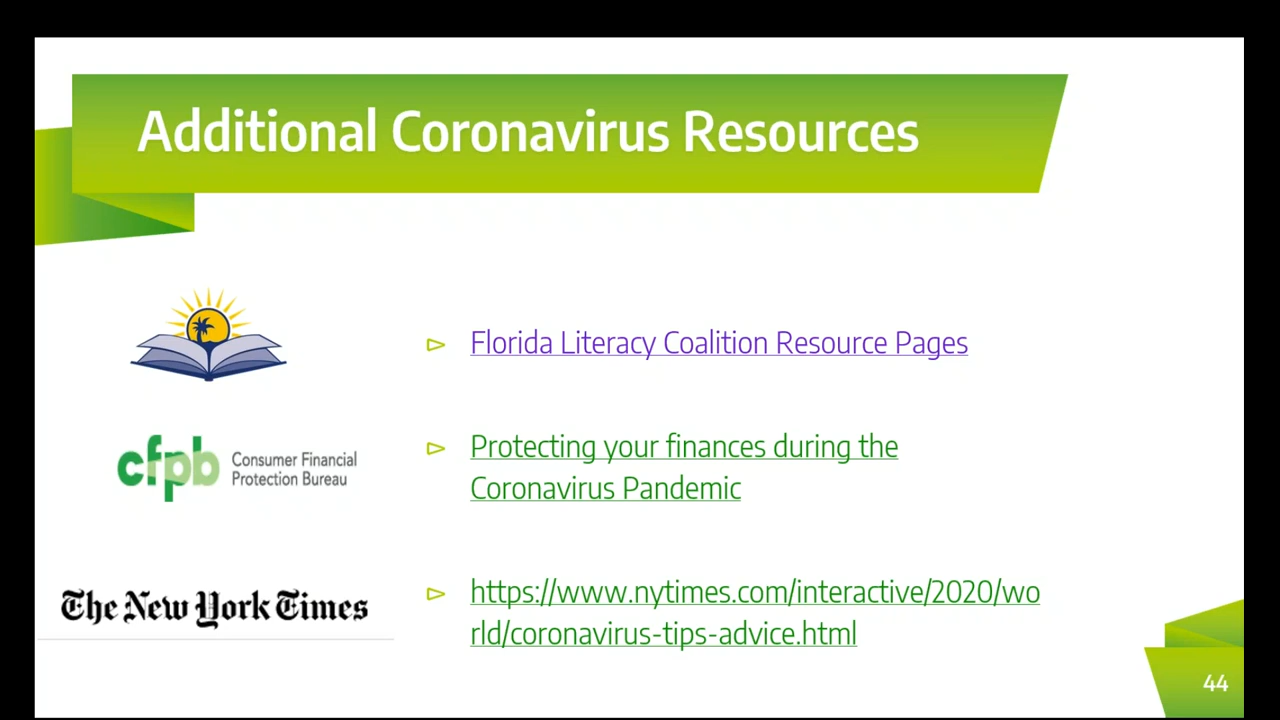 Additional Coronavirus Resources
Florida Literacy Coalition Resource Pages
cfpb Consumer Financial
Protection Bureau
Protecting your finances during the
Coronavirus Pandemic
The New York Times
https://www.nytimes.com/interactive/2020/wo
rld/coronavirus-tips-advice.html
44